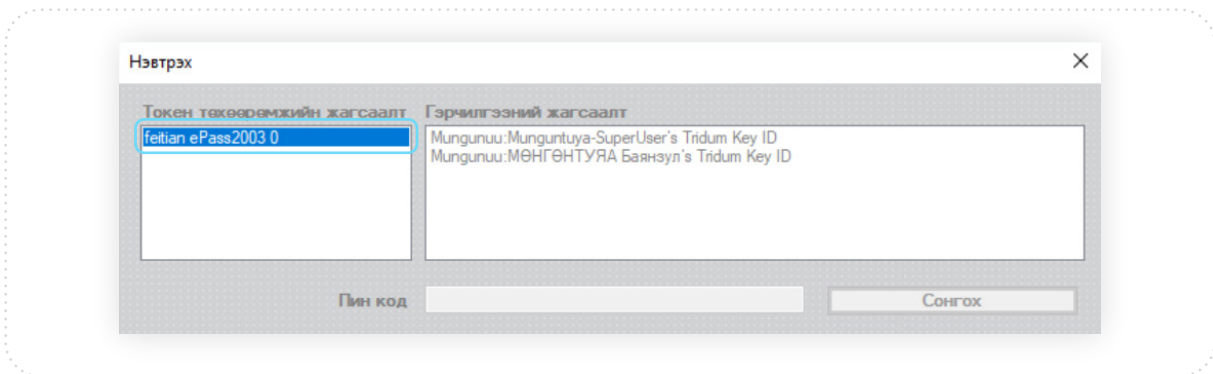 Нэвтрэх
Токен төхөөрөмжийн жагсаалт
Гэрчилгээний жагсаалт
feitian ePass2003 0
Mungunuu:Munguntuya-SuperUser's Tridum Key ID
Mungunuu:МӨНГӨНТУЯА Баянзул's Tridum Key ID
Пин код
Сонгох